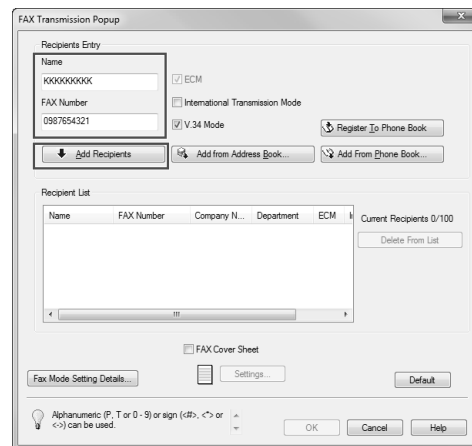 FAX Transmission Popup
Recipients Entry
Name
KKKKKKKKK
ECM
FAX Number
International Transmission Mode
0987654321
V.34 Mode
Register To Phone Book
Add Recipients
Add from Address Book...
Add From Phone Book...
Recipient List
Name FAX Number Company N... Department ECM
Current Recipients 0/100
Delete From List
FAX Cover Sheet
Fax Mode Setting Details...
Settings...
Default
Alphanumeric (P, T or 0 - 9) or sign (<#>, <*> or
<-> can be used.
OK Cancel Help